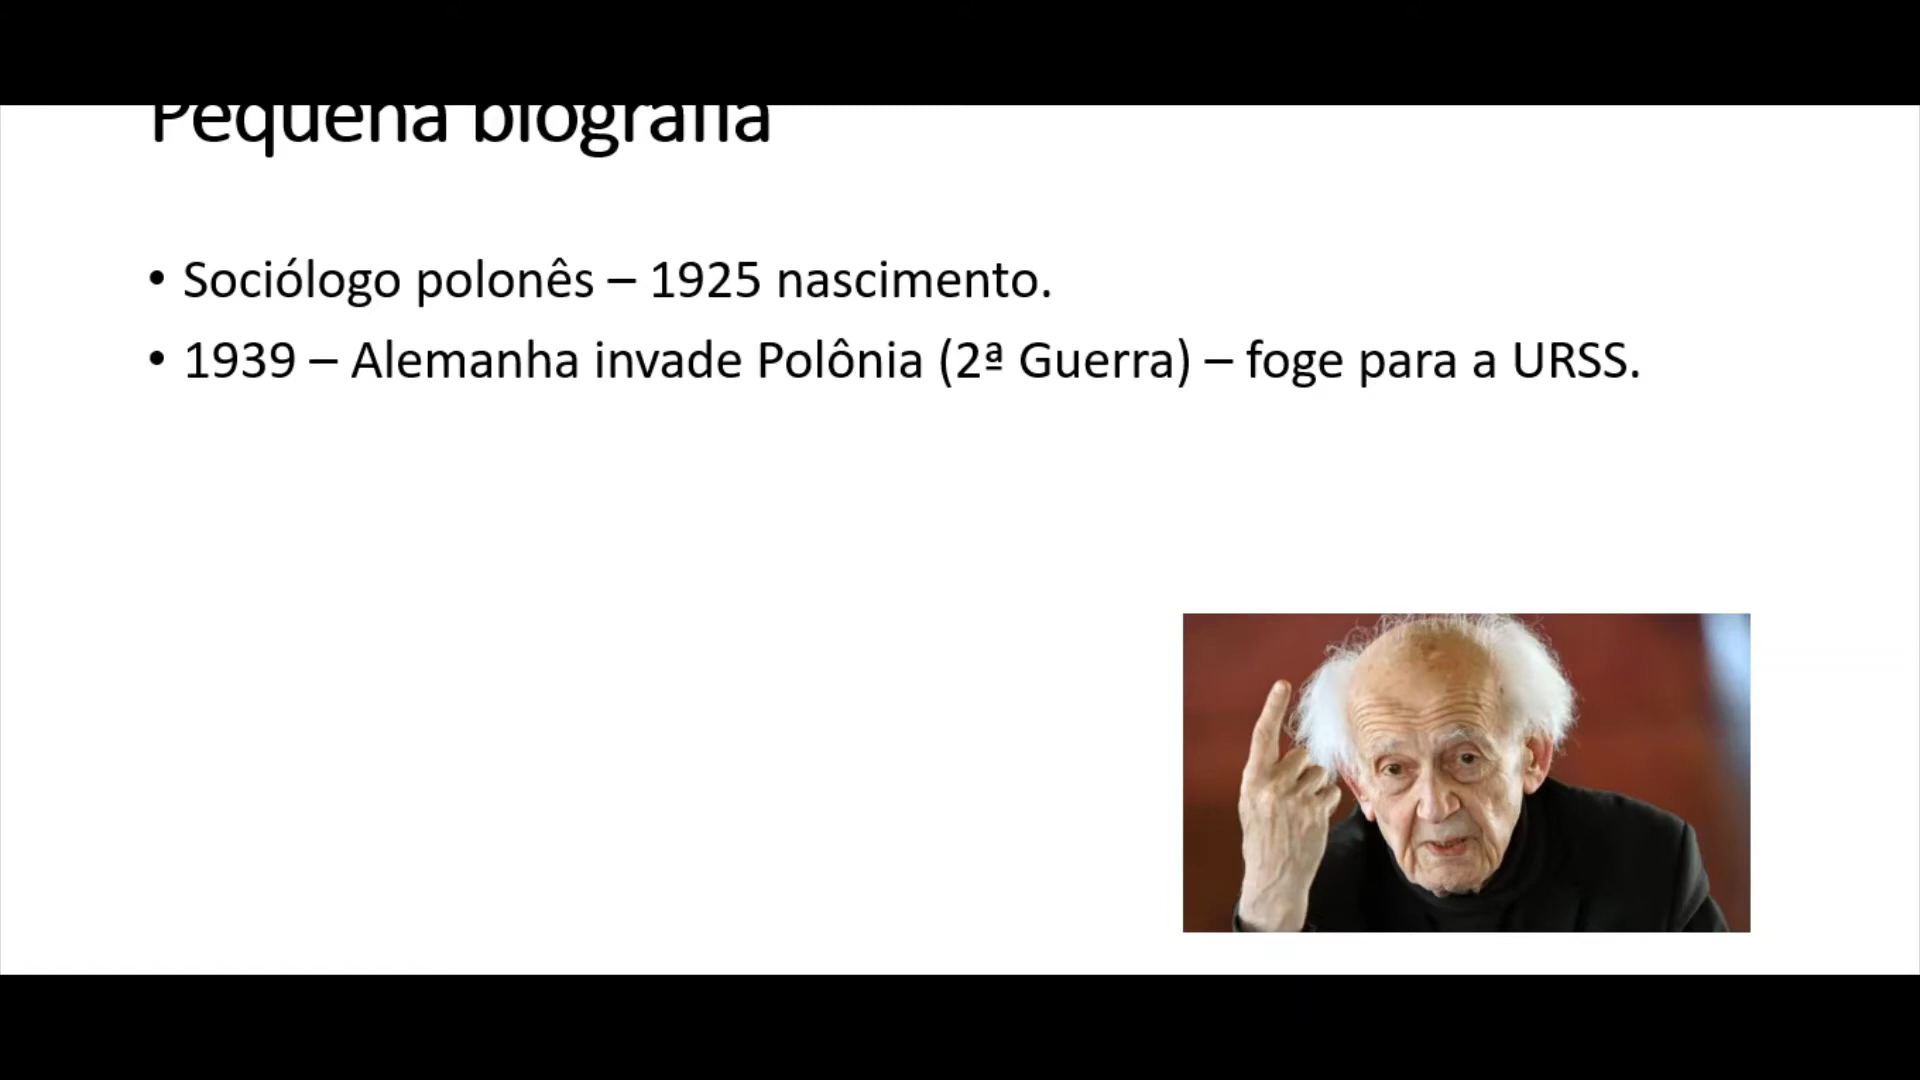 Pequena biografia
• Sociólogo polonês – 1925 nascimento.
• 1939 – Alemanha invade Polônia (2ª Guerra) – foge para a URSS.